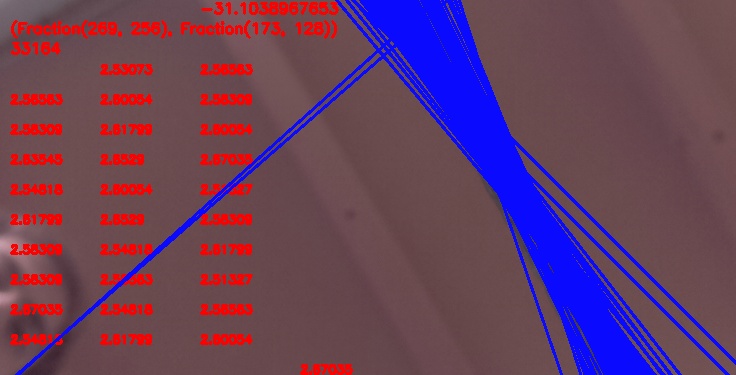 −31.1038967653
(Fraction(269, 256), Fraction(173, 128))
33164
2.53073 2.56563
2.56563 2.60054 2.58309
2.58309 2.61799 2.60054
2.63545 2.6529 2.67035
2.54818 2.60054
2.61799 2.6529 2.58309
2.58309 2.54818 2.61799
2.58309 2.51327
2.67035 2.54818 2.56563
2.61799 2.60054
2.67035